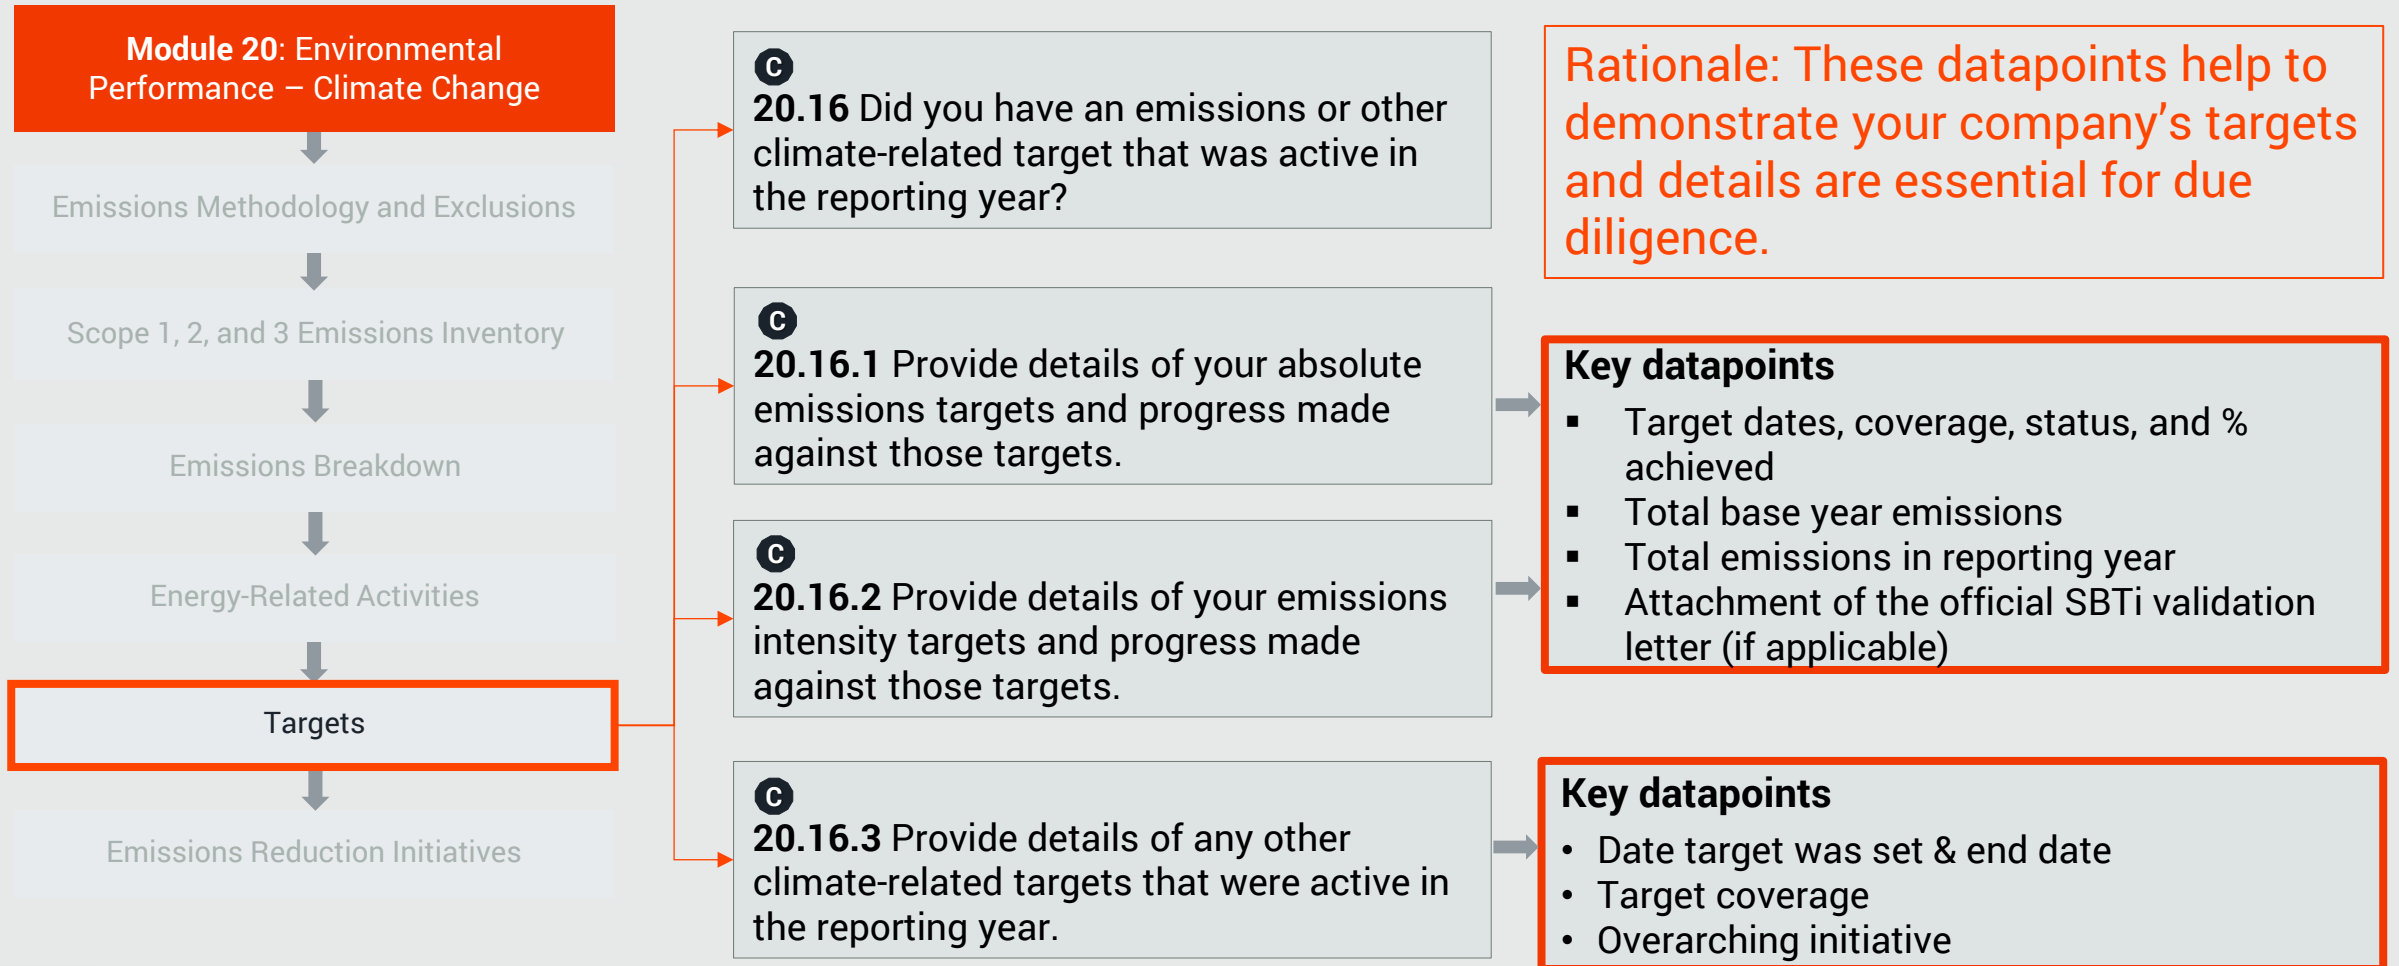 Module 20: Environmental
Performance – Climate Change
Emissions Methodology and Exclusions
Scope 1, 2, and 3 Emissions Inventory
Emissions Breakdown
Energy-Related Activities
Targets
Emissions Reduction Initiatives
C
20.16 Did you have an emissions or other
climate-related target that was active in
the reporting year?
C
20.16.1 Provide details of your absolute
emissions targets and progress made
against those targets.
C
20.16.2 Provide details of your emissions
intensity targets and progress made
against those targets.
C
20.16.3 Provide details of any other
climate-related targets that were active in
the reporting year.
Rationale: These datapoints help to
demonstrate your company’s targets
and details are essential for due
diligence.
Key datapoints
▪ Target dates, coverage, status, and %
achieved
▪ Total base year emissions
▪ Total emissions in reporting year
▪ Attachment of the official SBTi validation
letter (if applicable)
Key datapoints
• Date target was set & end date
• Target coverage
• Overarching initiative